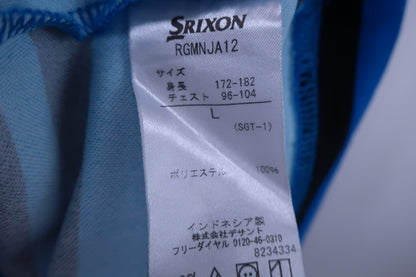 SRIXON
RGMNJA12
サイズ
身長 172-182
チェスト 96-104
L
(SGT-1)
ポリエステル 100%
インドネシア製
株式会社デサント
フリーダイヤル 0120-46-0310
8234334